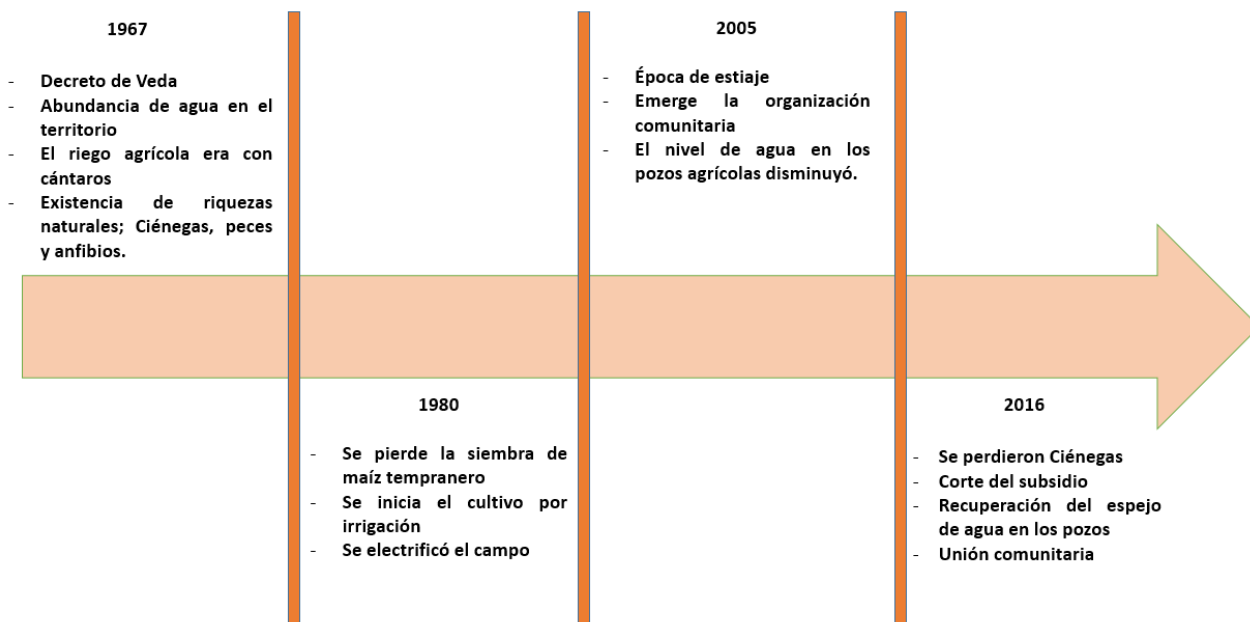 1967
- Decreto de Veda
- Abundancia de agua en el
territorio
- El riego agrícola era con
cántaros
- Existencia de riquezas
naturales; Ciénegas, peces
y anfibios.
1980
- Se pierde la siembra de
maíz tempranero
- Se inicia el cultivo por
irrigación
- Se electrificó el campo
2005
- Época de estiaje
- Emerge la organización
comunitaria
- El nivel de agua en los
pozos agrícolas disminuyó.
2016
- Se perdieron Ciénegas
- Corte del subsidio
- Recuperación del espejo
de agua en los pozos
- Unión comunitaria